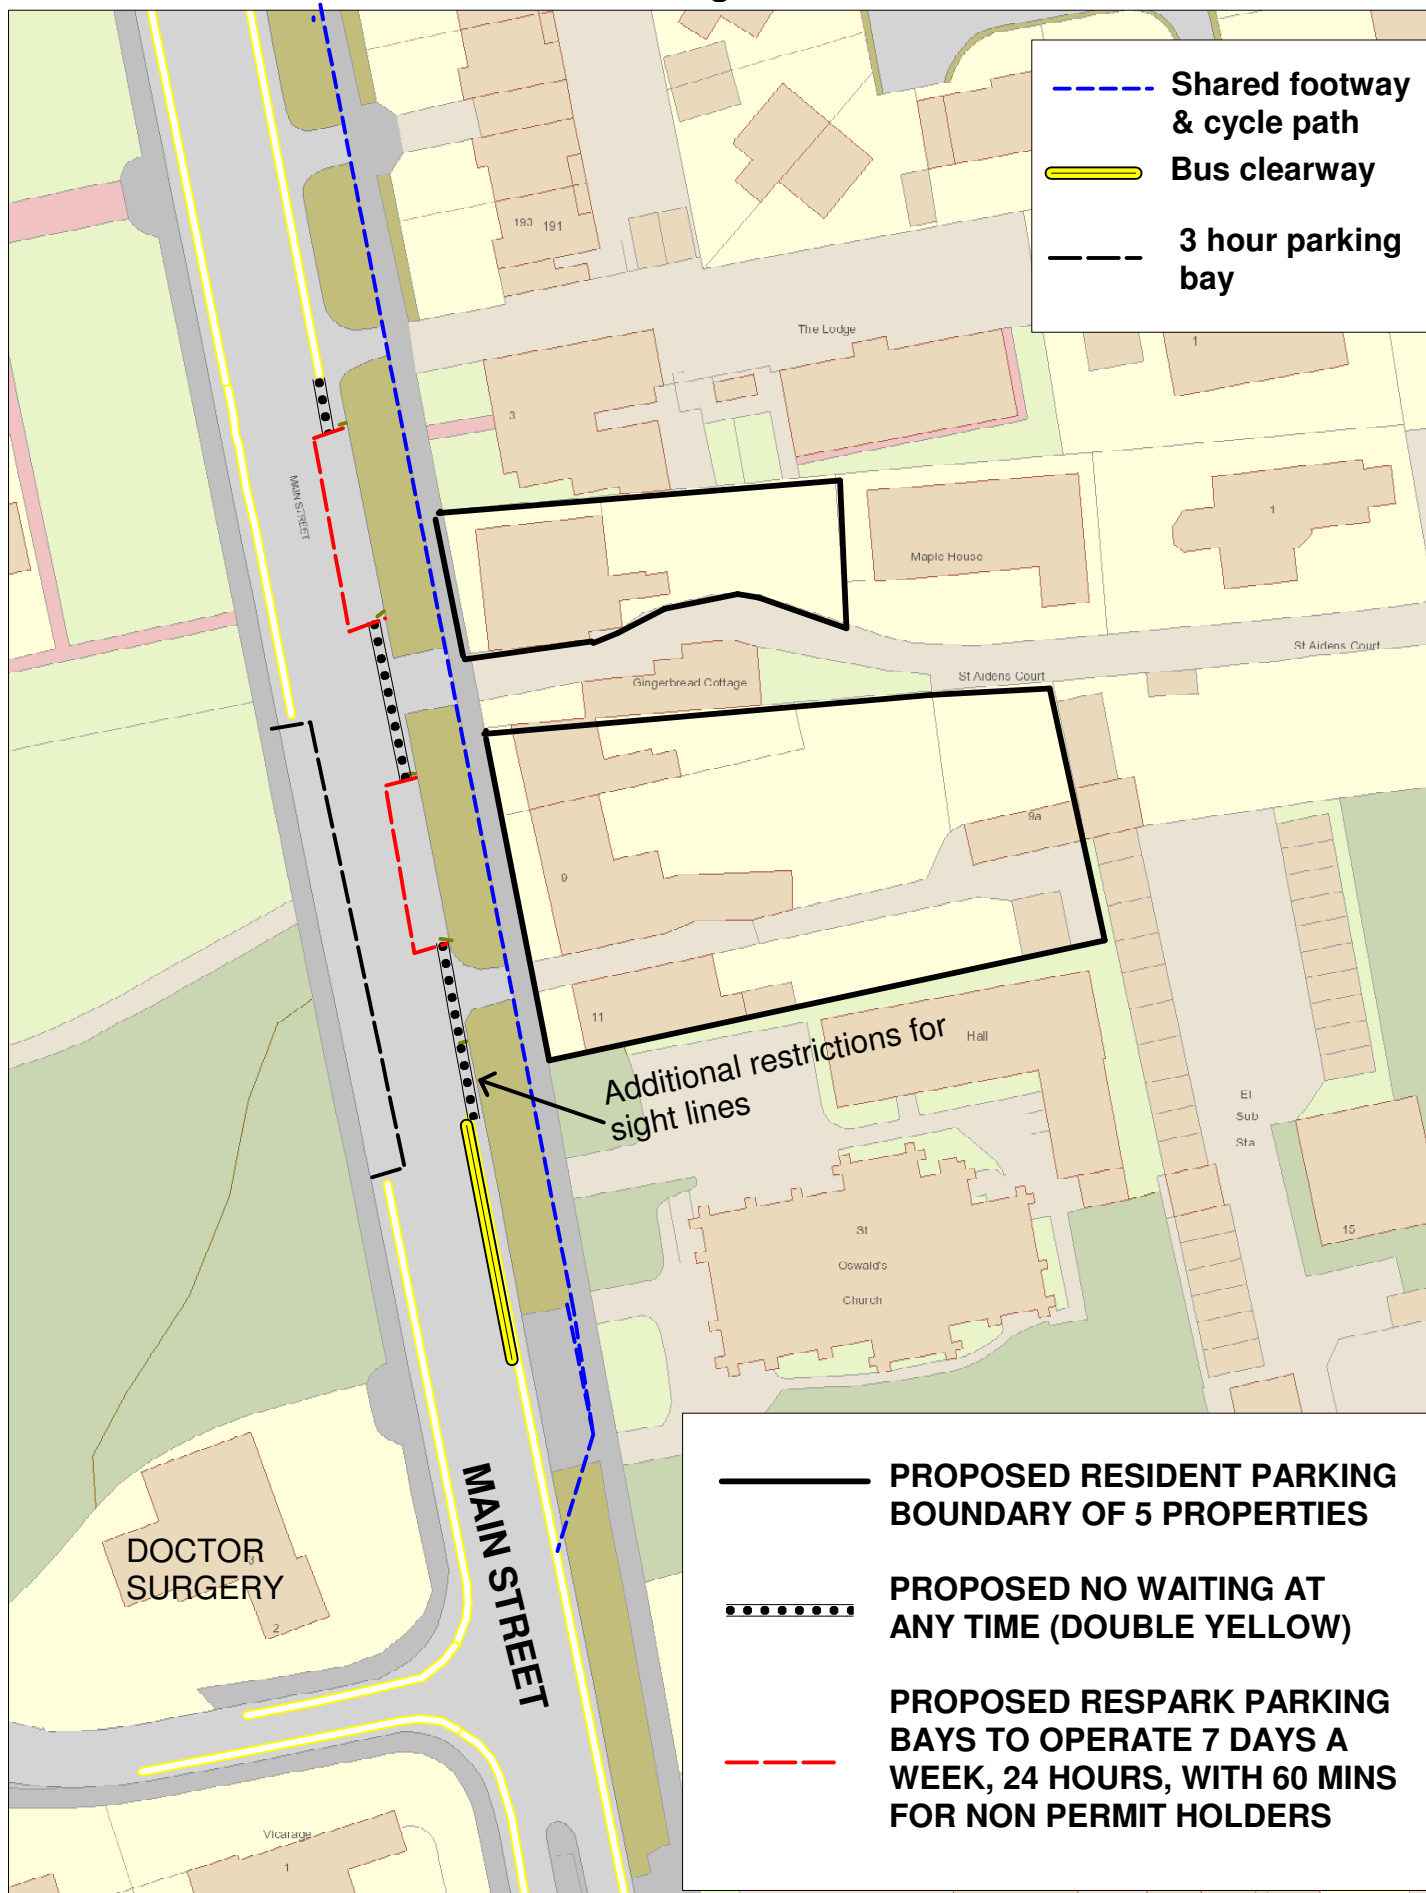 Shared footway
& cycle path
Bus clearway
3 hour parking
bay
193 191
The Lodge
1
3
MAIN STREET
Maple House
1
St Aidens Court
St Aidens Court
Gingerbread Cottage
9a
9
11
Additional restrictions for
sight lines
Hall
El
Sub
Sta
St
Oswald's
Church
15
MAIN STREET
DOCTOR
SURGERY
3
2
Vicarage
1
PROPOSED RESIDENT PARKING
BOUNDARY OF 5 PROPERTIES
PROPOSED NO WAITING AT
ANY TIME (DOUBLE YELLOW)
PROPOSED RESPARK PARKING
BAYS TO OPERATE 7 DAYS A
WEEK, 24 HOURS, WITH 60 MINS
FOR NON PERMIT HOLDERS